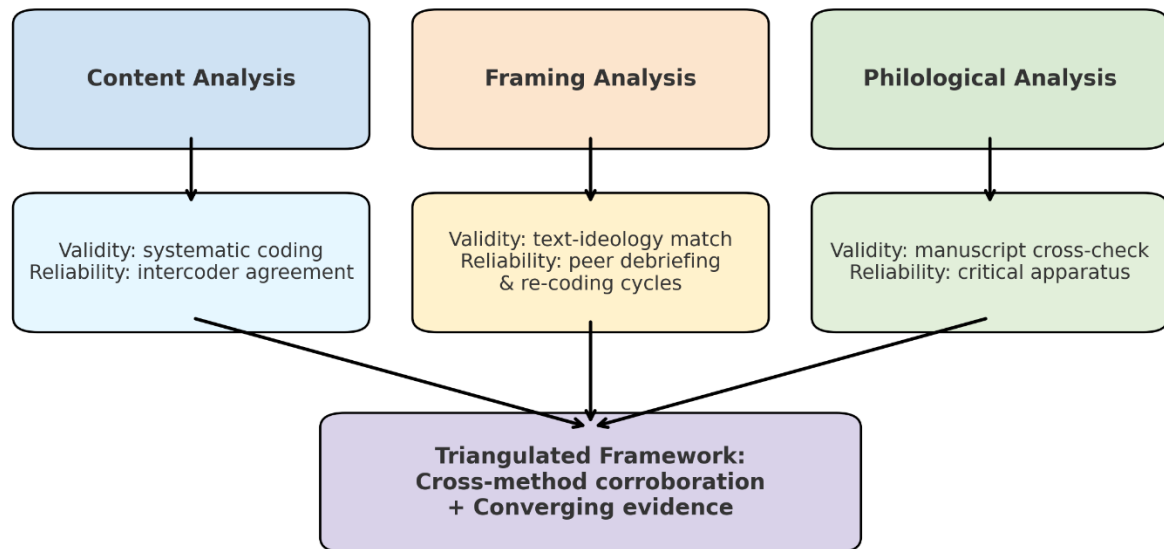 Content Analysis
Framing Analysis
Philological Analysis
Validity: systematic coding
Reliability: intercoder agreement
Validity: text-ideology match
Reliability: peer debriefing
& re-coding cycles
Validity: manuscript cross-check
Reliability: critical apparatus
Triangulated Framework:
Cross-method corroboration
+ Converging evidence